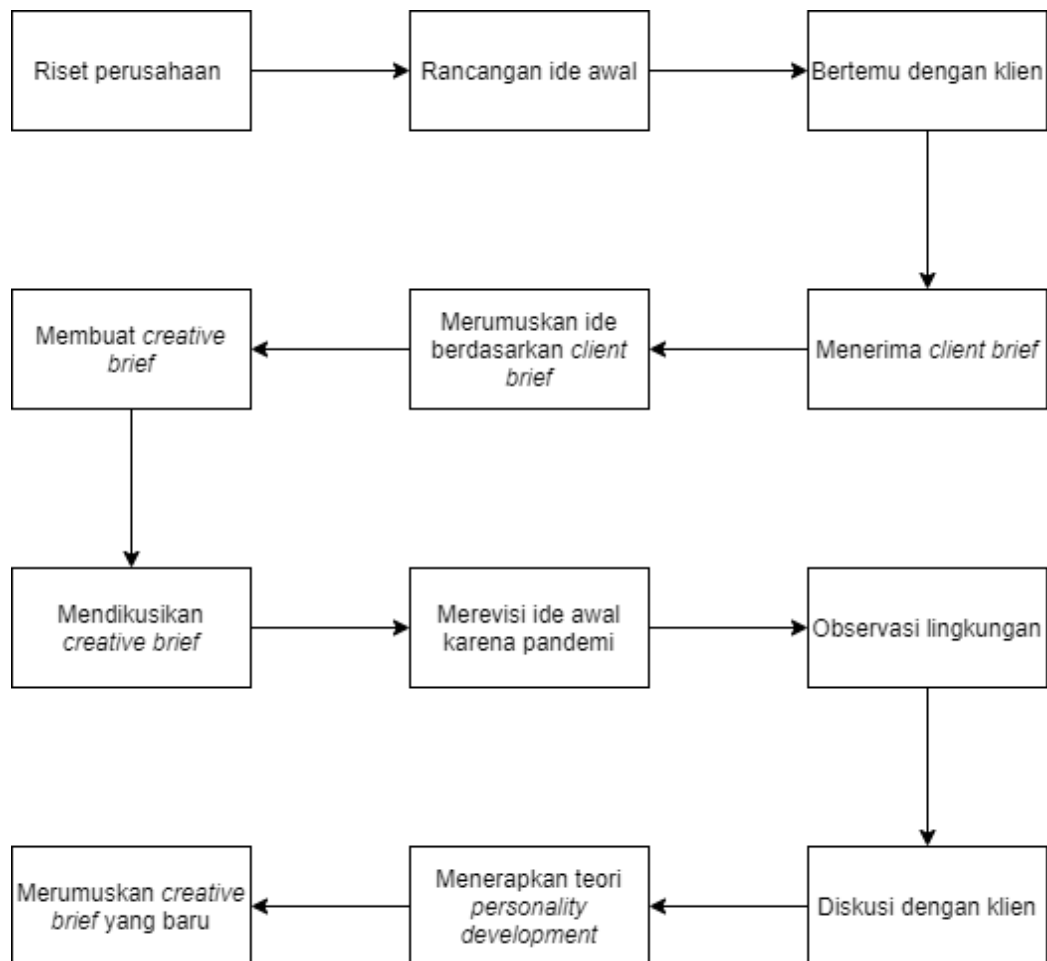 Riset perusahaan
Rancangan ide awal
Bertemu dengan klien
Menerima client brief
Merumuskan ide
berdasarkan client
brief
Membuat creative
brief
Mendikusikan
creative brief
Merevisi ide awal
karena pandemi
Observasi lingkungan
Diskusi dengan klien
Menerapkan teori
personality
development
Merumuskan creative
brief yang baru